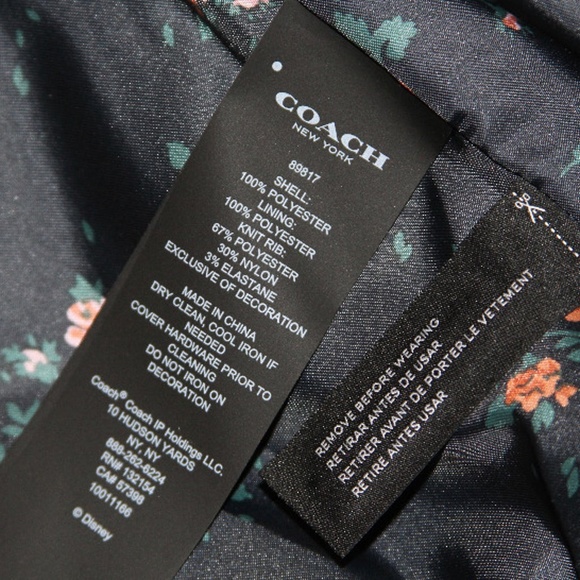 COACH
NEW YORK
89817
SHELL:
100% POLYESTER
LINING:
100% POLYESTER
KNIT RIB:
67% POLYESTER
30% NYLON
3% ELASTANE
EXCLUSIVE OF DECORATION
MADE IN CHINA
DRY CLEAN, COOL IRON IF
NEEDED
COVER HARDWARE PRIOR TO
CLEANING
DO NOT IRON ON
DECORATION
Coach® Coach IP Holdings LLC.
10 HUDSON YARDS
NY, NY
888-262-6224
RN# 132154
CA# 57398
10011166
© Disney
REMOVE BEFORE WEARING
RETIRAR ANTES DE USAR
RETIRER AVANT DE PORTER LE VETEMENT
RETIRE ANTES USAR